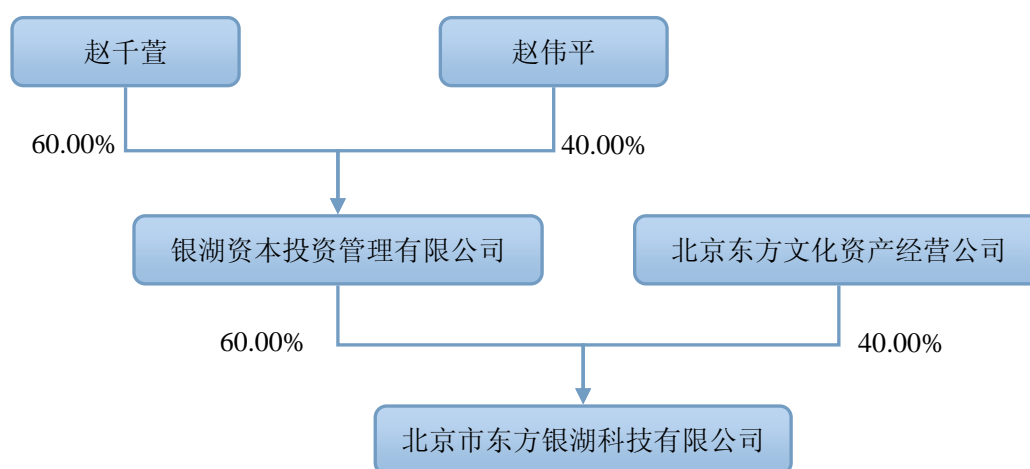 赵千萱
赵伟平
60.00%
40.00%
银湖资本投资管理有限公司
北京东方文化资产经营公司
60.00%
40.00%
北京市东方银湖科技有限公司